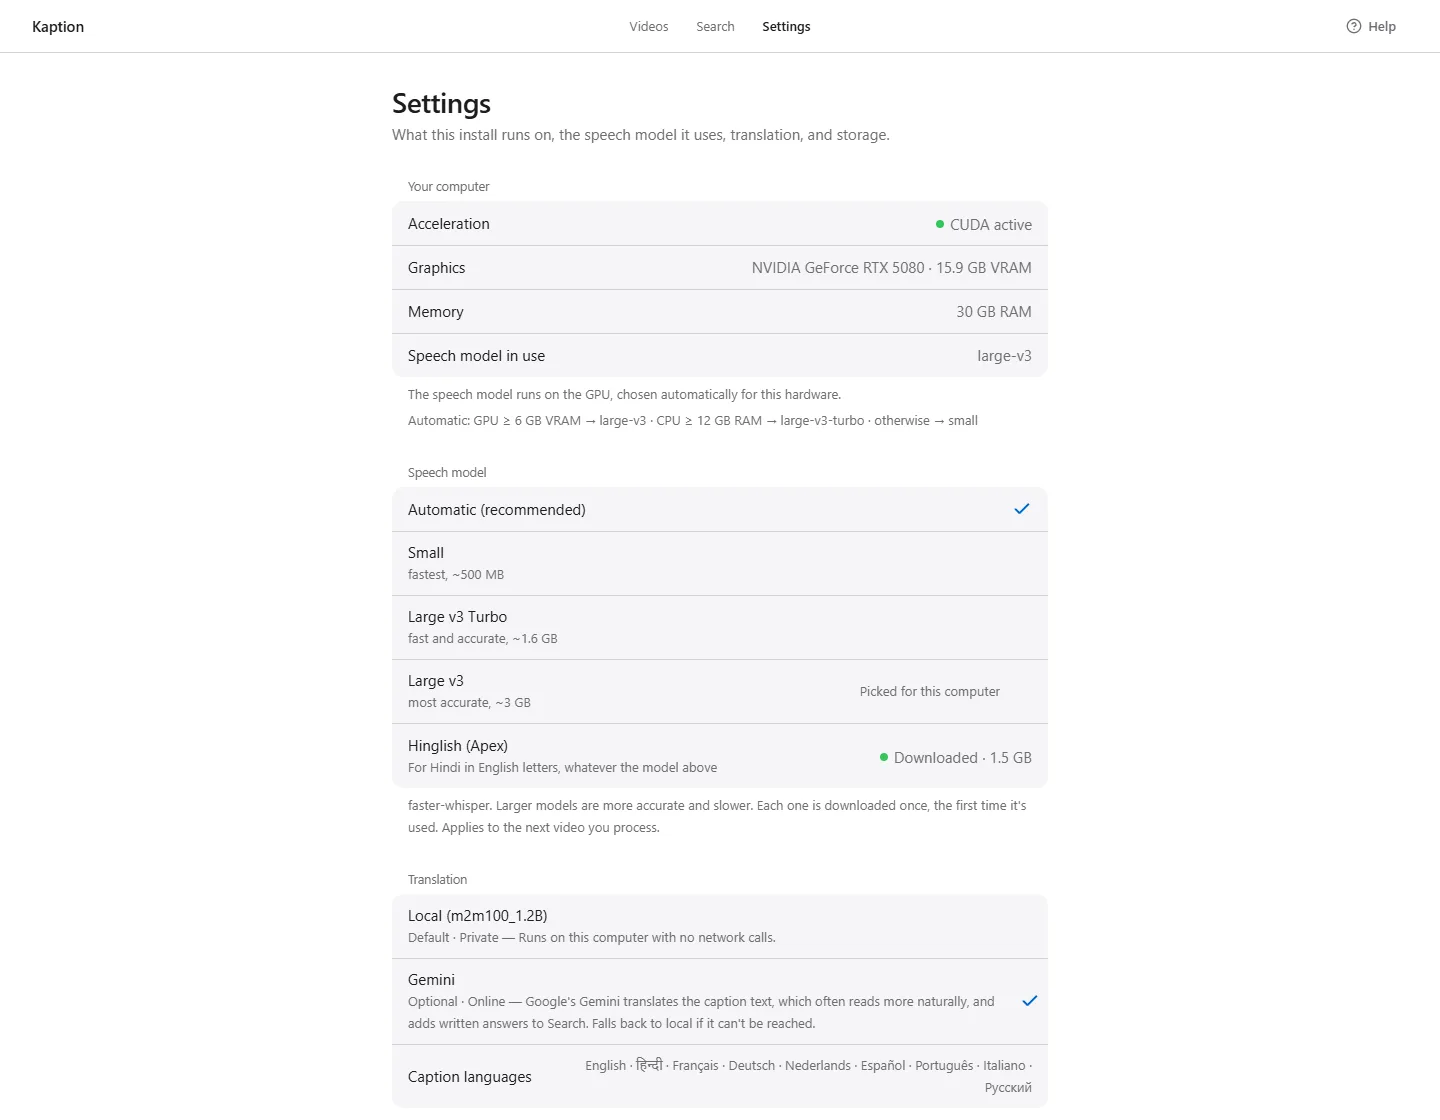 Kaption
Videos
Search
Settings
Help
Settings
What this install runs on, the speech model it uses, translation, and storage.
Your computer
Acceleration
CUDA active
Graphics
NVIDIA GeForce RTX 5080 · 15.9 GB VRAM
Memory
30 GB RAM
Speech model in use
large-v3
The speech model runs on the GPU, chosen automatically for this hardware.
Automatic: GPU ≥ 6 GB VRAM → large-v3 · CPU ≥ 12 GB RAM → large-v3-turbo · otherwise → small
Speech model
Automatic (recommended)
Small
fastest, ~500 MB
Large v3 Turbo
fast and accurate, ~1.6 GB
Large v3
most accurate, ~3 GB
Picked for this computer
Hinglish (Apex)
For Hindi in English letters, whatever the model above
Downloaded · 1.5 GB
faster-whisper. Larger models are more accurate and slower. Each one is downloaded once, the first time it's
used. Applies to the next video you process.
Translation
Local (m2m100_1.2B)
Default · Private — Runs on this computer with no network calls.
Gemini
Optional · Online — Google's Gemini translates the caption text, which often reads more naturally, and
adds written answers to Search. Falls back to local if it can't be reached.
Caption languages
English · हिन्दी · Français · Deutsch · Nederlands · Español · Português · Italiano ·
Русский